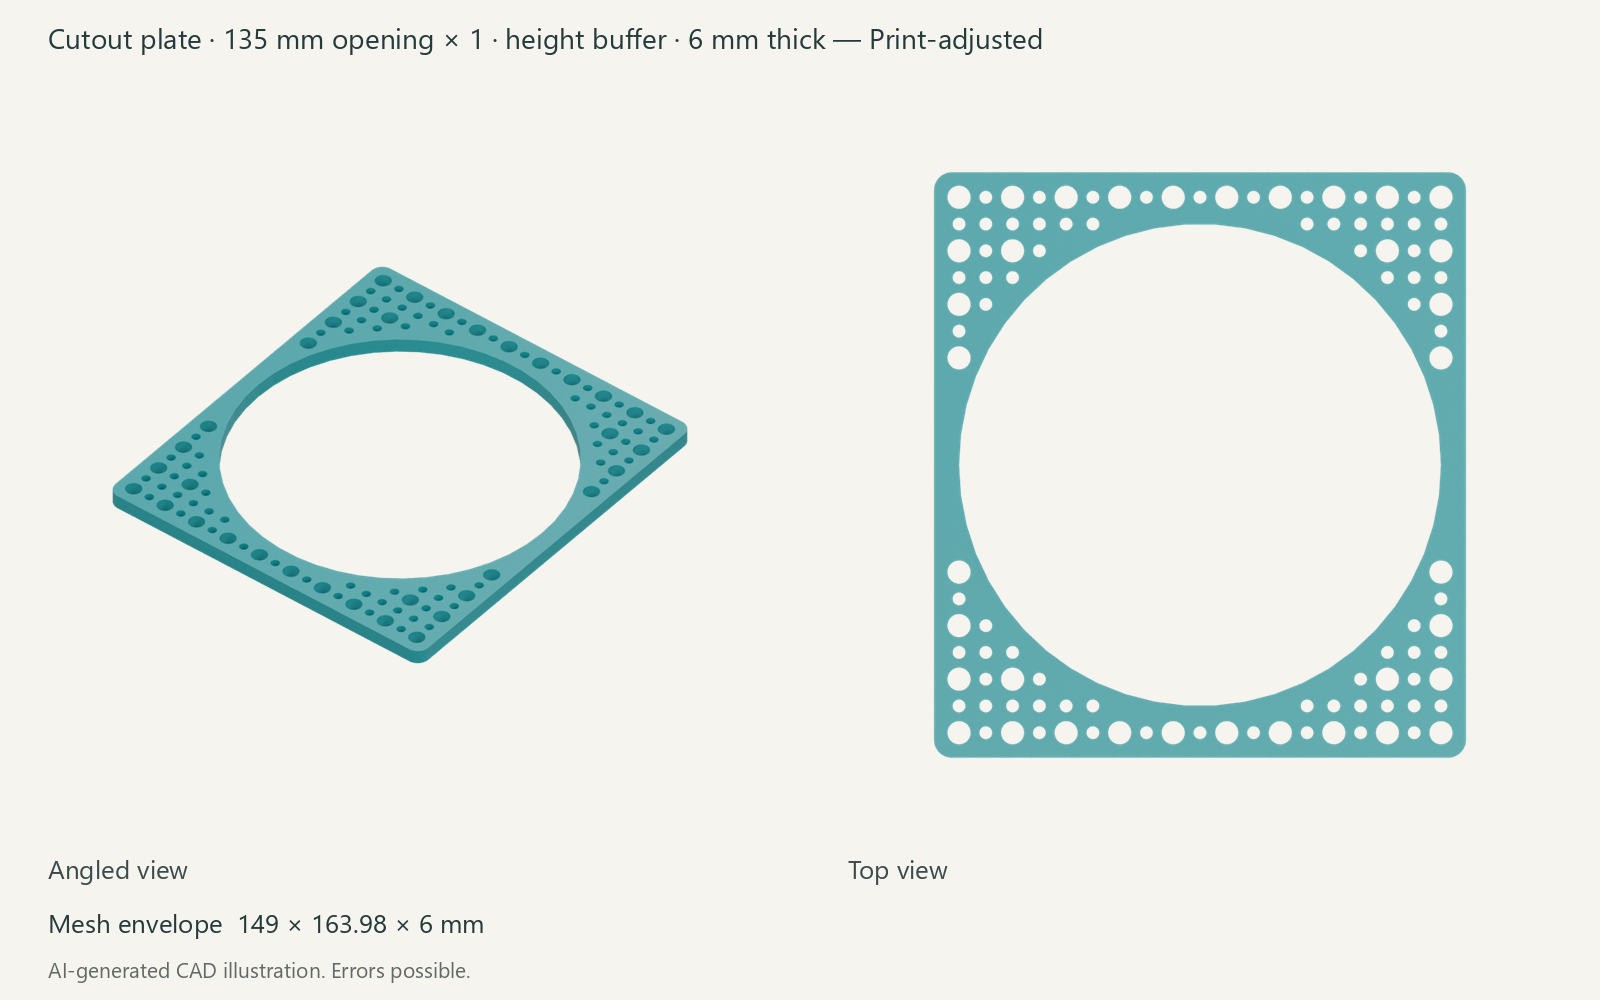 Cutout plate · 135 mm opening × 1 · height buffer · 6 mm thick — Print-adjusted
Angled view
Top view
Mesh envelope 149 × 163.98 × 6 mm
AI-generated CAD illustration. Errors possible.